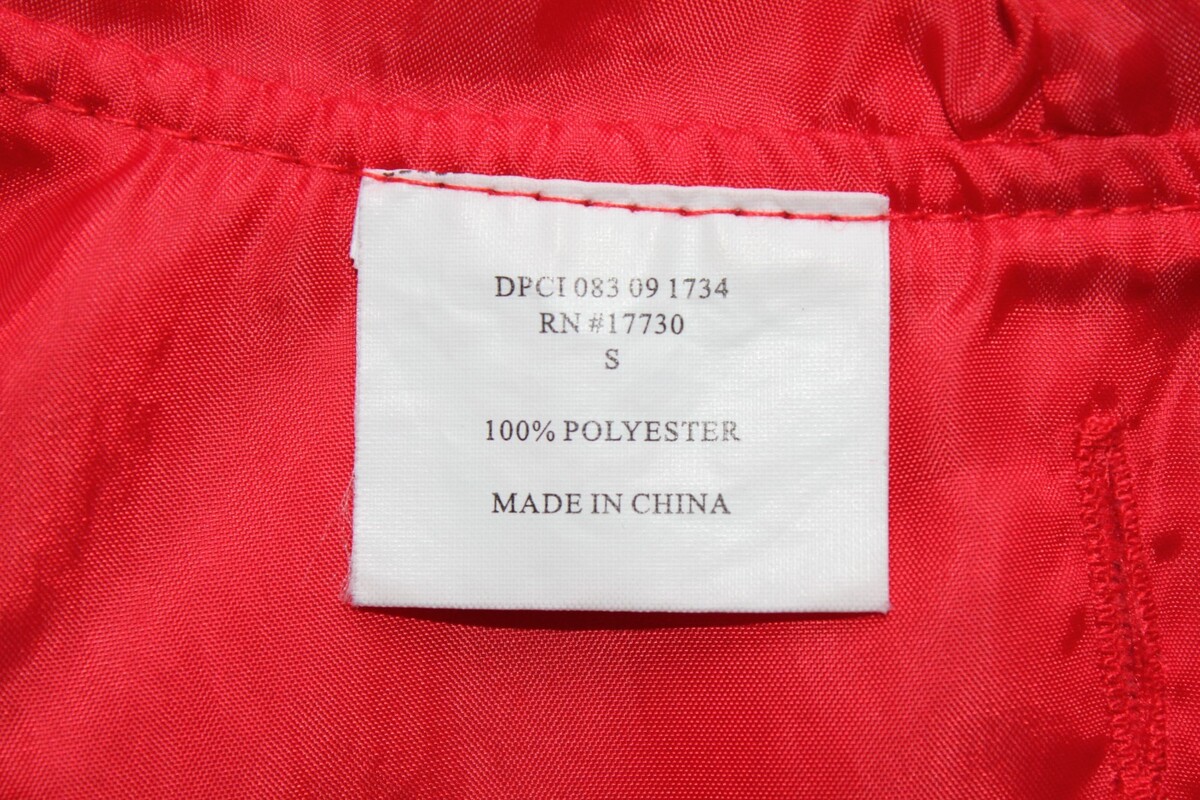 DPCI 083 09 1734
RN #17730
S
100% POLYESTER
MADE IN CHINA